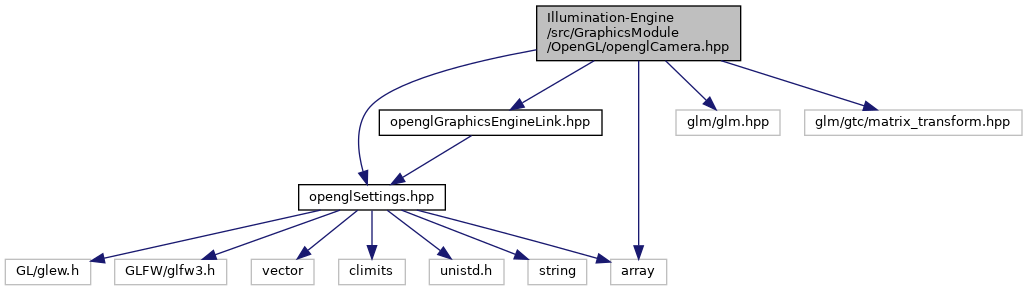 Illumination-Engine
/src/GraphicsModule
/OpenGL/openglCamera.hpp
openglGraphicsEngineLink.hpp
glm/glm.hpp
glm/gtc/matrix_transform.hpp
openglSettings.hpp
GL/glew.h
GLFW/glfw3.h
vector
climits
unistd.h
string
array